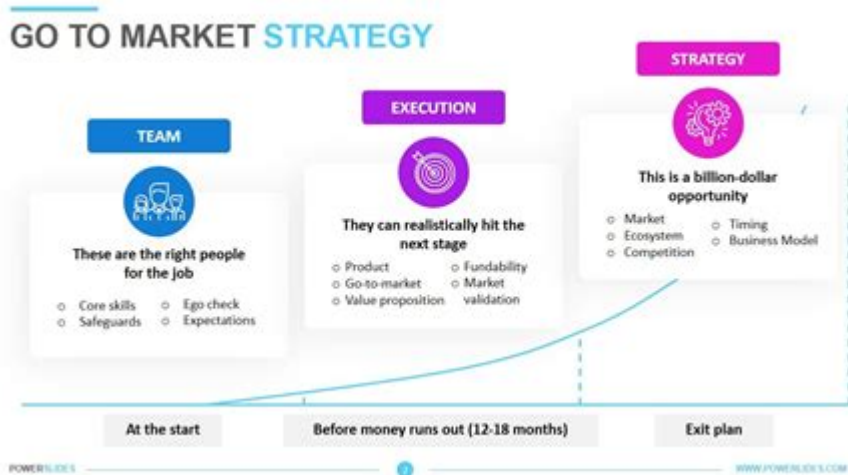 GO TO MARKET STRATEGY
TEAM
These are the right people
for the job
Core skills
Safeguards
Ego check
Expectations
EXECUTION
They can realistically hit the
next stage
Product
Go-to-market
Value proposition
Fundability
Market
validation
STRATEGY
This is a billion-dollar
opportunity
Market
Ecosystem
Competition
Timing
Business Model
At the start
Before money runs out (12-18 months)
Exit plan
POWERSLIDES
WWW.POWERSLIDES.COM